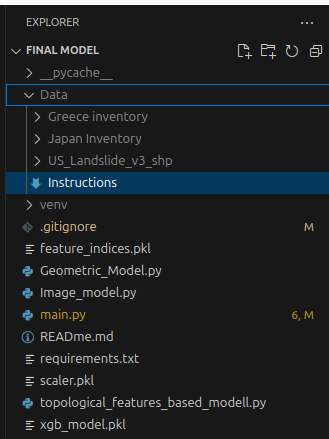 EXPLORER
FINAL MODEL
__pycache__
Data
Greece inventory
Japan Inventory
US_Landslide_v3_shp
Instructions
venv
.gitignore M
feature_indices.pkl
Geometric_Model.py
Image_model.py
main.py 6, M
READme.md
requirements.txt
scaler.pkl
topological_features_based_modell.py
xgb_model.pkl